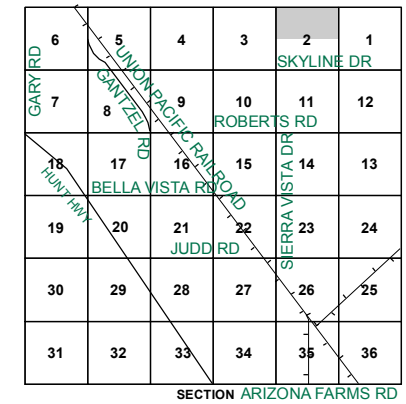 6 5 4 3 2 1
SKYLINE DR
GARY RD
UNION PACIFIC RAILROAD
GANTZEL RD
7 8 9 10 11 12
ROBERTS RD
18 17 16 15 14 13
HUNT HWY
BELLA VISTA RD
SIERRA VISTA DR
19 20 21 22 23 24
JUDD RD
30 29 28 27 26 25
31 32 33 34 35 36
SECTION ARIZONA FARMS RD